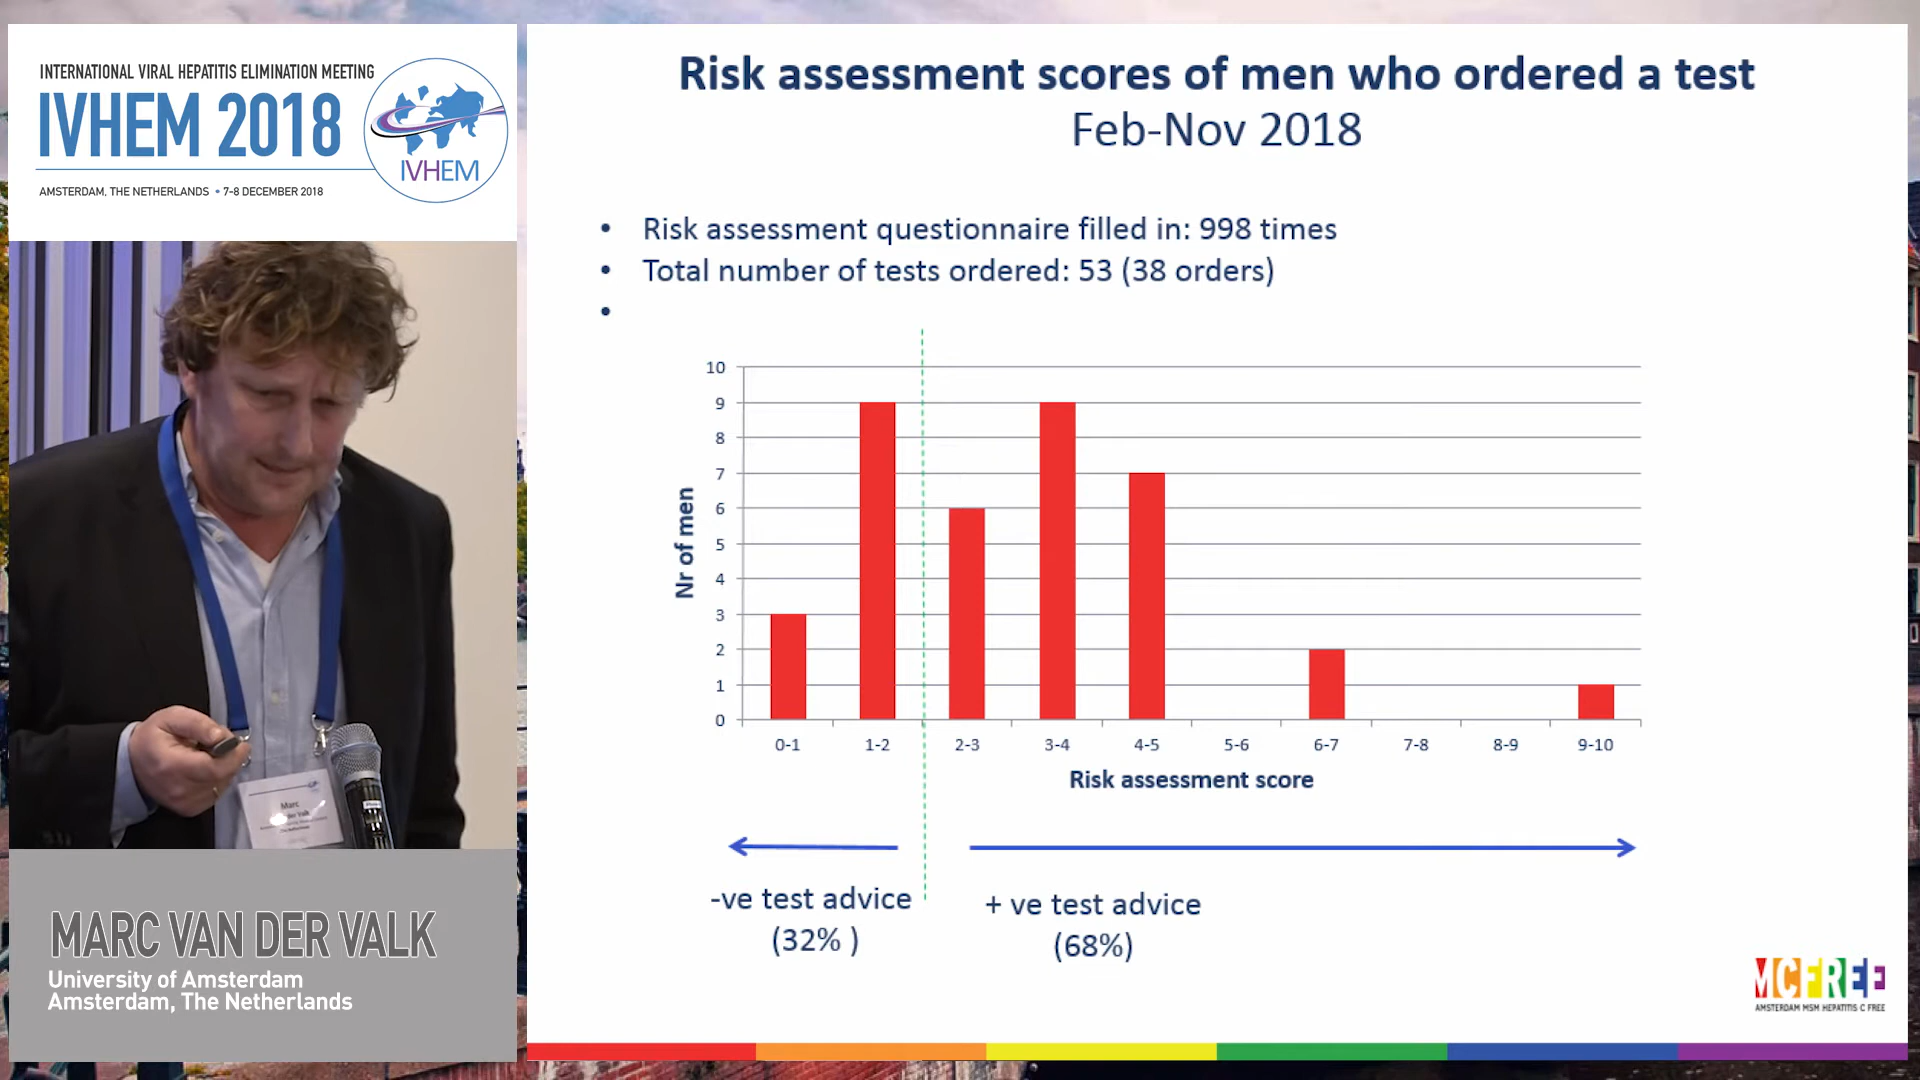 INTERNATIONAL VIRAL HEPATITIS ELIMINATION MEETING
IVHEM 2018
IVHEM
AMSTERDAM, THE NETHERLANDS • 7-8 DECEMBER 2018
Marc
MARC VAN DER VALK
University of Amsterdam
Amsterdam, The Netherlands
Risk assessment scores of men who ordered a test
Feb-Nov 2018
• Risk assessment questionnaire filled in: 998 times
• Total number of tests ordered: 53 (38 orders)
•
10
9
8
7
6
5
4
3
2
1
0
Nr of men
0-1 1-2 2-3 3-4 4-5 5-6 6-7 7-8 8-9 9-10
Risk assessment score
-ve test advice
(32% )
+ ve test advice
(68%)
MCFREE
AMSTERDAM MSM HEPATITIS C FREE